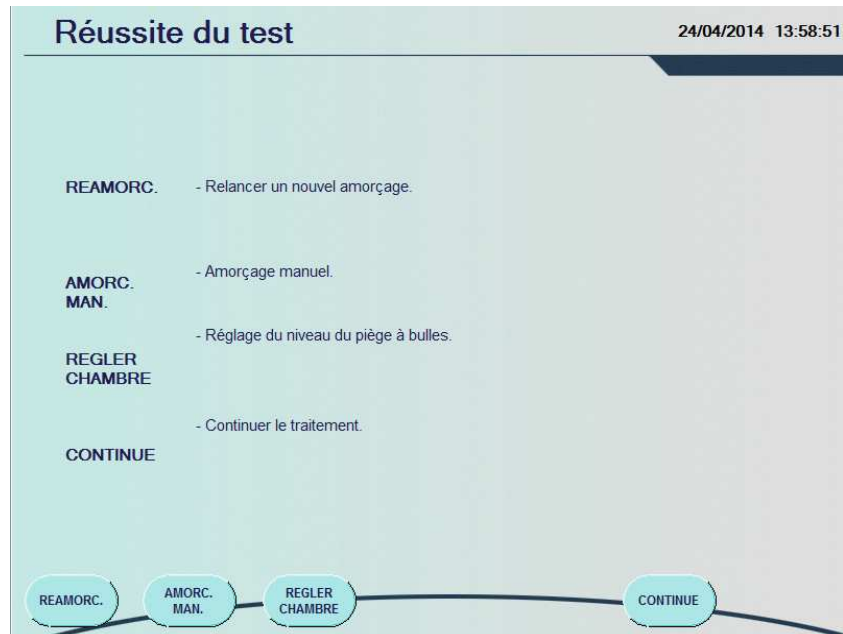 Réussite du test
24/04/2014 13:58:51
REAMORC.
- Relancer un nouvel amorçage.
AMORC.
MAN.
- Amorçage manuel.
REGLER
CHAMBRE
- Réglage du niveau du piège à bulles.
CONTINUE
- Continuer le traitement.
REAMORC.
AMORC.
MAN.
REGLER
CHAMBRE
CONTINUE